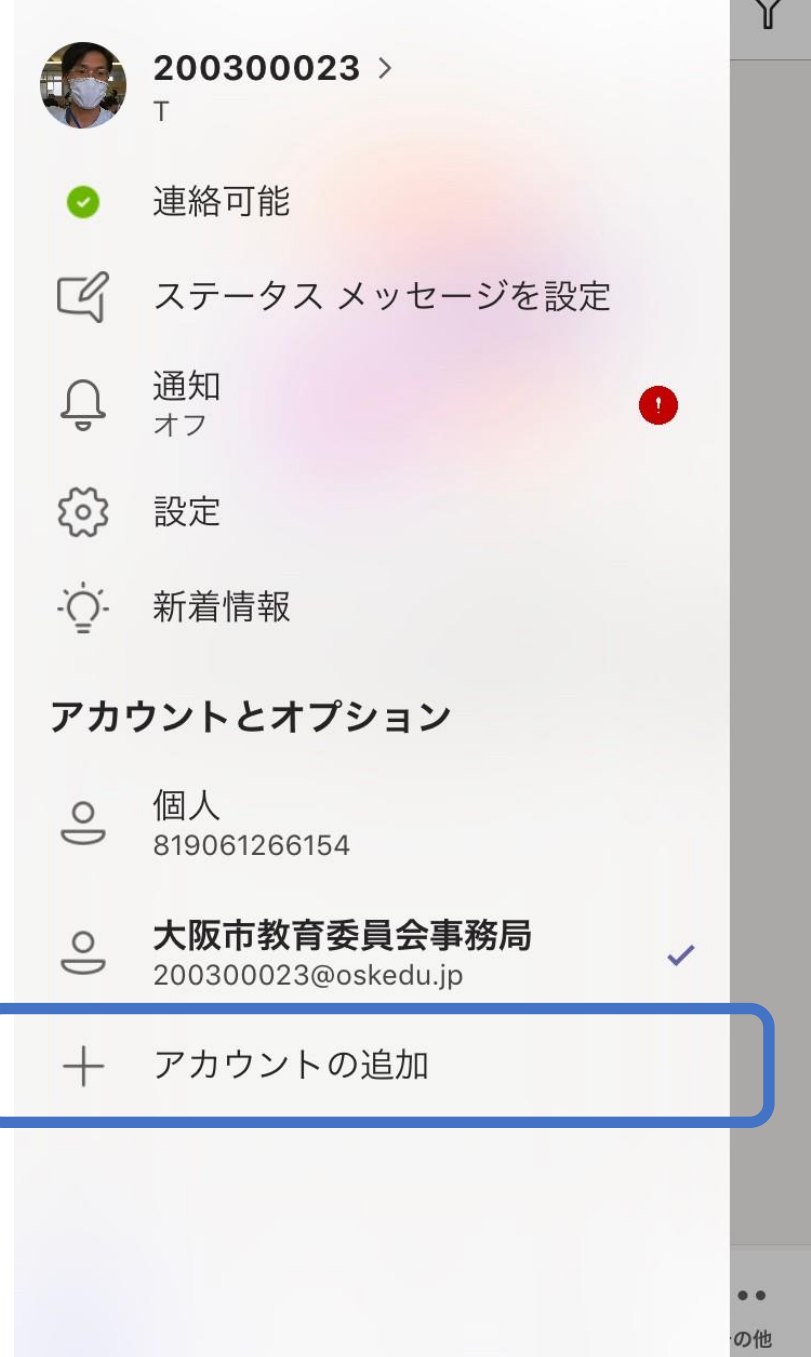 200300023
T
連絡可能
ステータス メッセージを設定
通知
オフ
設定
新着情報
アカウントとオプション
個人
819061266154
大阪市教育委員会事務局
200300023@oskedu.jp
アカウントの追加
の他